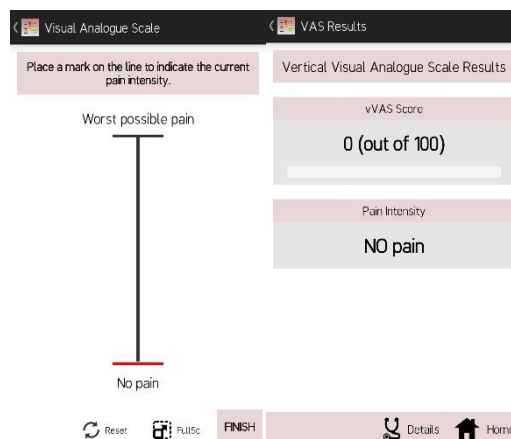 Visual Analogue Scale
Place a mark on the line to indicate the current
pain intensity.
Worst possible pain
No pain
Reset
FullSc
FINISH
VAS Results
Vertical Visual Analogue Scale Results
vVAS Score
0 (out of 100)
Pain Intensity
NO pain
Details
Home